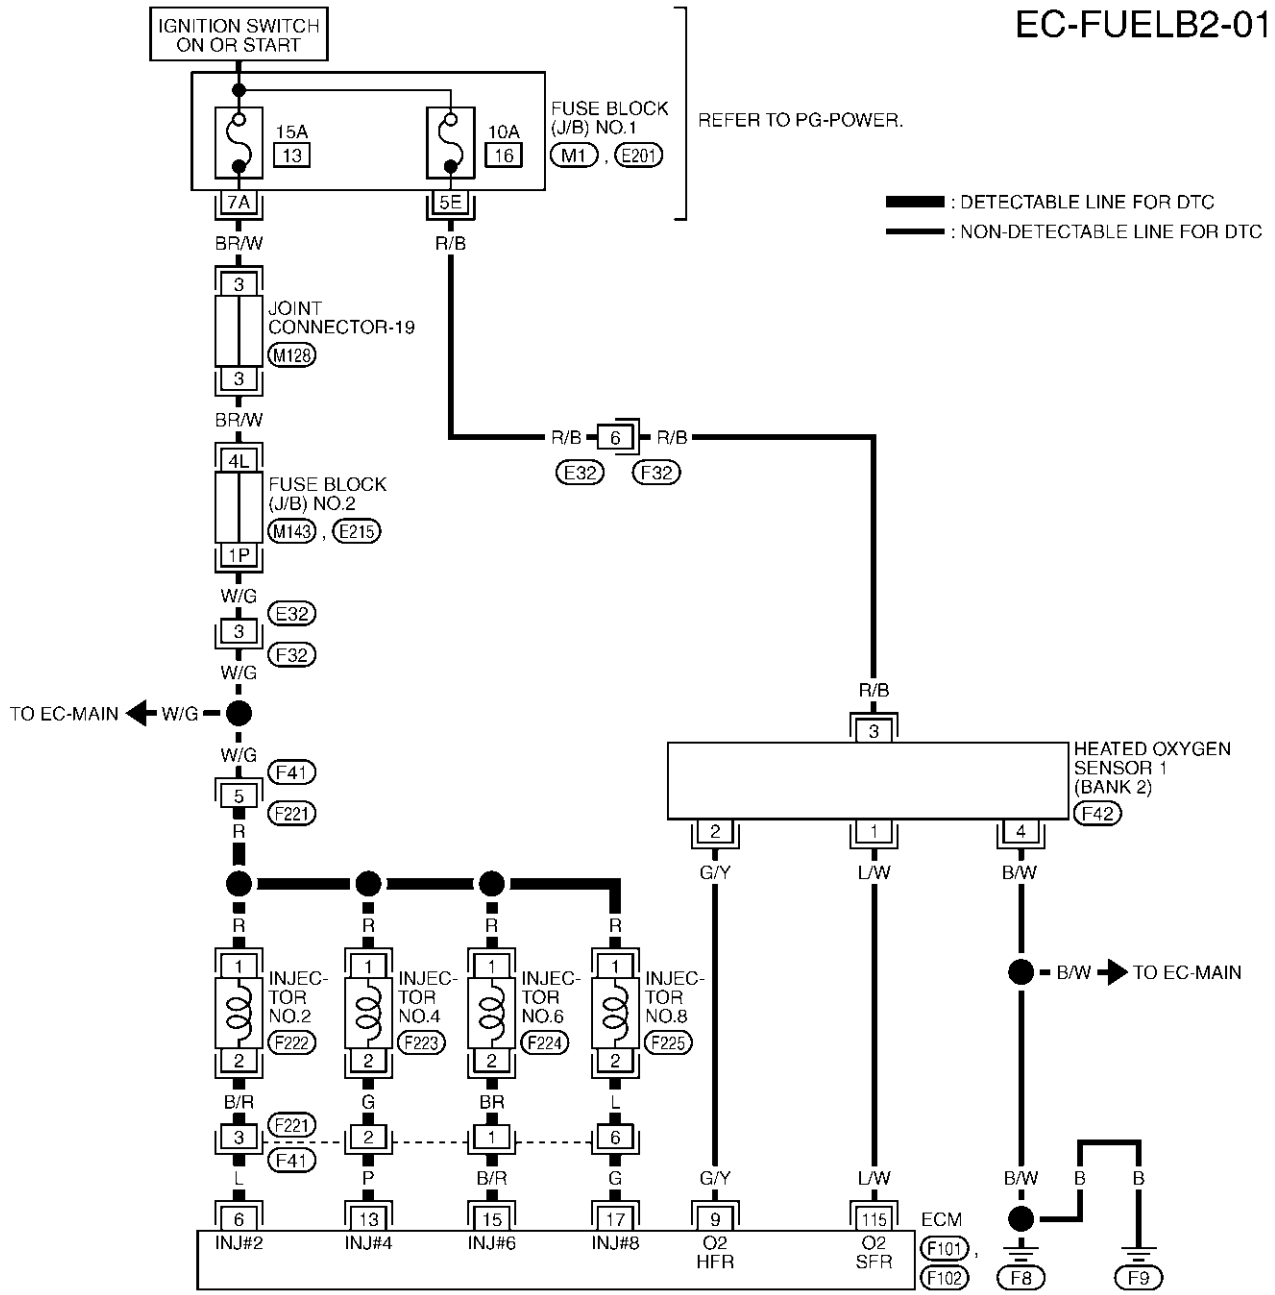 EC-FUELB2-01
IGNITION SWITCH
ON OR START
15A
13
10A
16
FUSE BLOCK
(J/B) NO.1
M1 , E201
REFER TO PG-POWER.
7A
5E
: DETECTABLE LINE FOR DTC
: NON-DETECTABLE LINE FOR DTC
BR/W
R/B
3
JOINT
CONNECTOR-19
M128
3
BR/W
R/B 6 R/B
E32 F32
4L
FUSE BLOCK
(J/B) NO.2
M143 , E215
1P
W/G
E32
3
F32
W/G
R/B
TO EC-MAIN W/G
3
W/G
F41
5
F221
R
HEATED OXYGEN
SENSOR 1
(BANK 2)
F42
2 1 4
G/Y L/W B/W
R R R R
1 1 1 1
INJEC-
TOR
NO.2
F222
INJEC-
TOR
NO.4
F223
INJEC-
TOR
NO.6
F224
INJEC-
TOR
NO.8
F225
B/W TO EC-MAIN
2 2 2 2
B/R G BR L
F221
3 2 1 6
F41
L P B/R G G/Y L/W B/W B B
6 13 15 17 9 115
INJ#2 INJ#4 INJ#6 INJ#8
O2
HFR
O2
SFR
ECM
F101 ,
F102
F8 F9